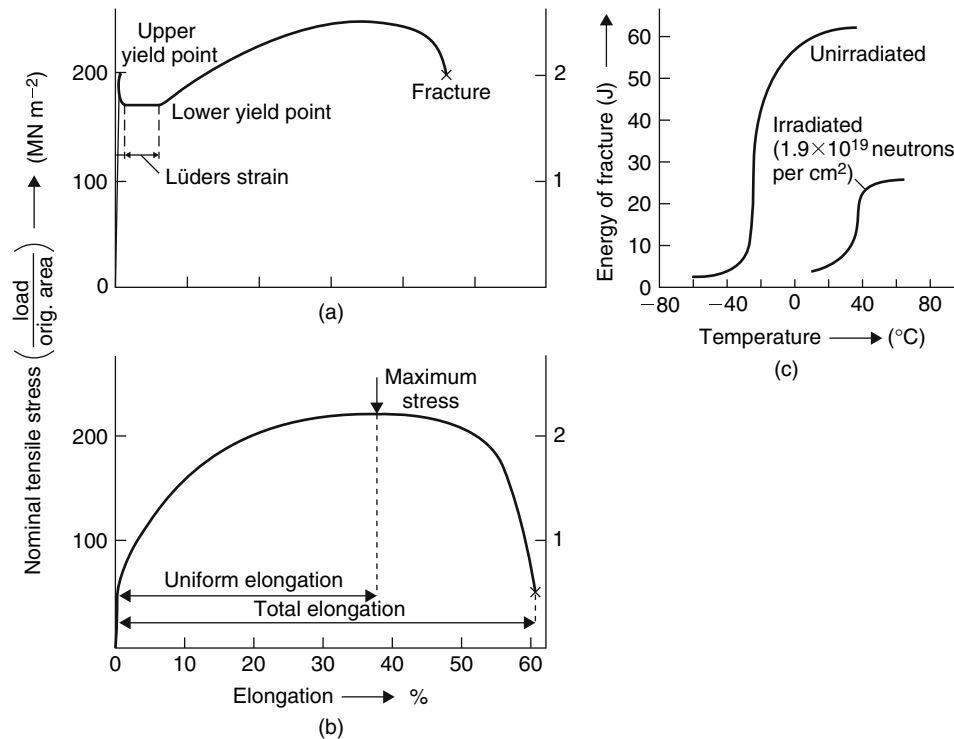 Nominal tensile stress (load / orig. area) (MN m⁻²)
Upper
yield point
200
2
Fracture
Lower yield point
100
1
Lüders strain
0
(a)
Maximum
stress
200
2
100
1
Uniform elongation
Total elongation
0 10 20 30 40 50 60
Elongation %
(b)
Energy of fracture (J)
60
50
40
30
20
10
0
Unirradiated
Irradiated
(1.9×10¹⁹ neutrons
per cm²)
−80 −40 0 40 80
Temperature (°C)
(c)